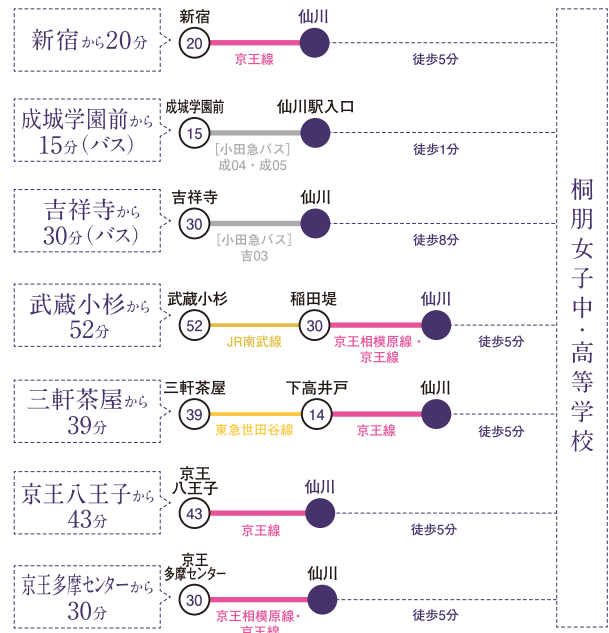 新宿から20分
新宿
20
京王線
仙川
徒歩5分
成城学園前から
15分(バス)
成城学園前
15
[小田急バス]
成04・成05
仙川駅入口
徒歩1分
吉祥寺から
30分(バス)
吉祥寺
30
[小田急バス]
吉03
仙川
徒歩8分
武蔵小杉から
52分
武蔵小杉
52
JR南武線
稲田堤
30
京王相模原線・
京王線
仙川
徒歩5分
三軒茶屋から
39分
三軒茶屋
39
東急世田谷線
下高井戸
14
京王線
仙川
徒歩5分
京王八王子から
43分
京王
八王子
43
京王線
仙川
徒歩5分
京王多摩センターから
30分
京王
多摩センター
30
京王相模原線・
京王線
仙川
徒歩5分
桐朋女子中・高等学校